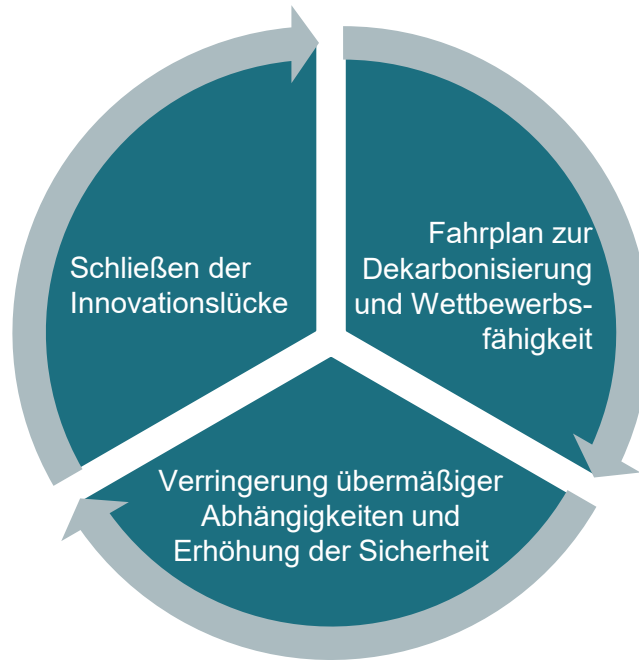 Schließen der
Innovationslücke
Fahrplan zur
Dekarbonisierung
und Wettbewerbs-
fähigkeit
Verringerung übermäßiger
Abhängigkeiten und
Erhöhung der Sicherheit